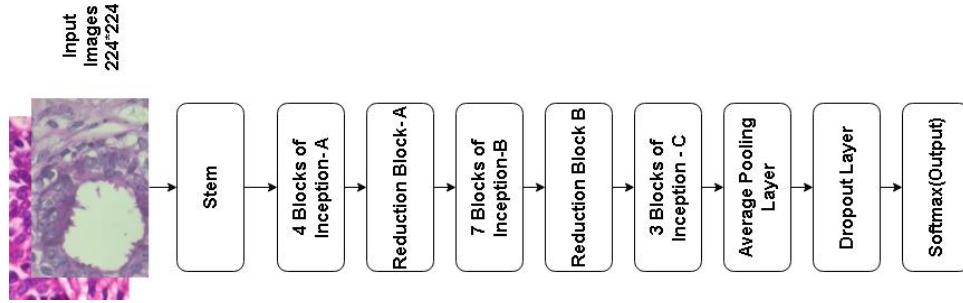 Input
Images
224*224
Stem
4 Blocks of
Inception-A
Reduction Block- A
7 Blocks of
Inception-B
Reduction Block B
3 Blocks of
Inception - C
Average Pooling
Layer
Dropout Layer
Softmax(Output)